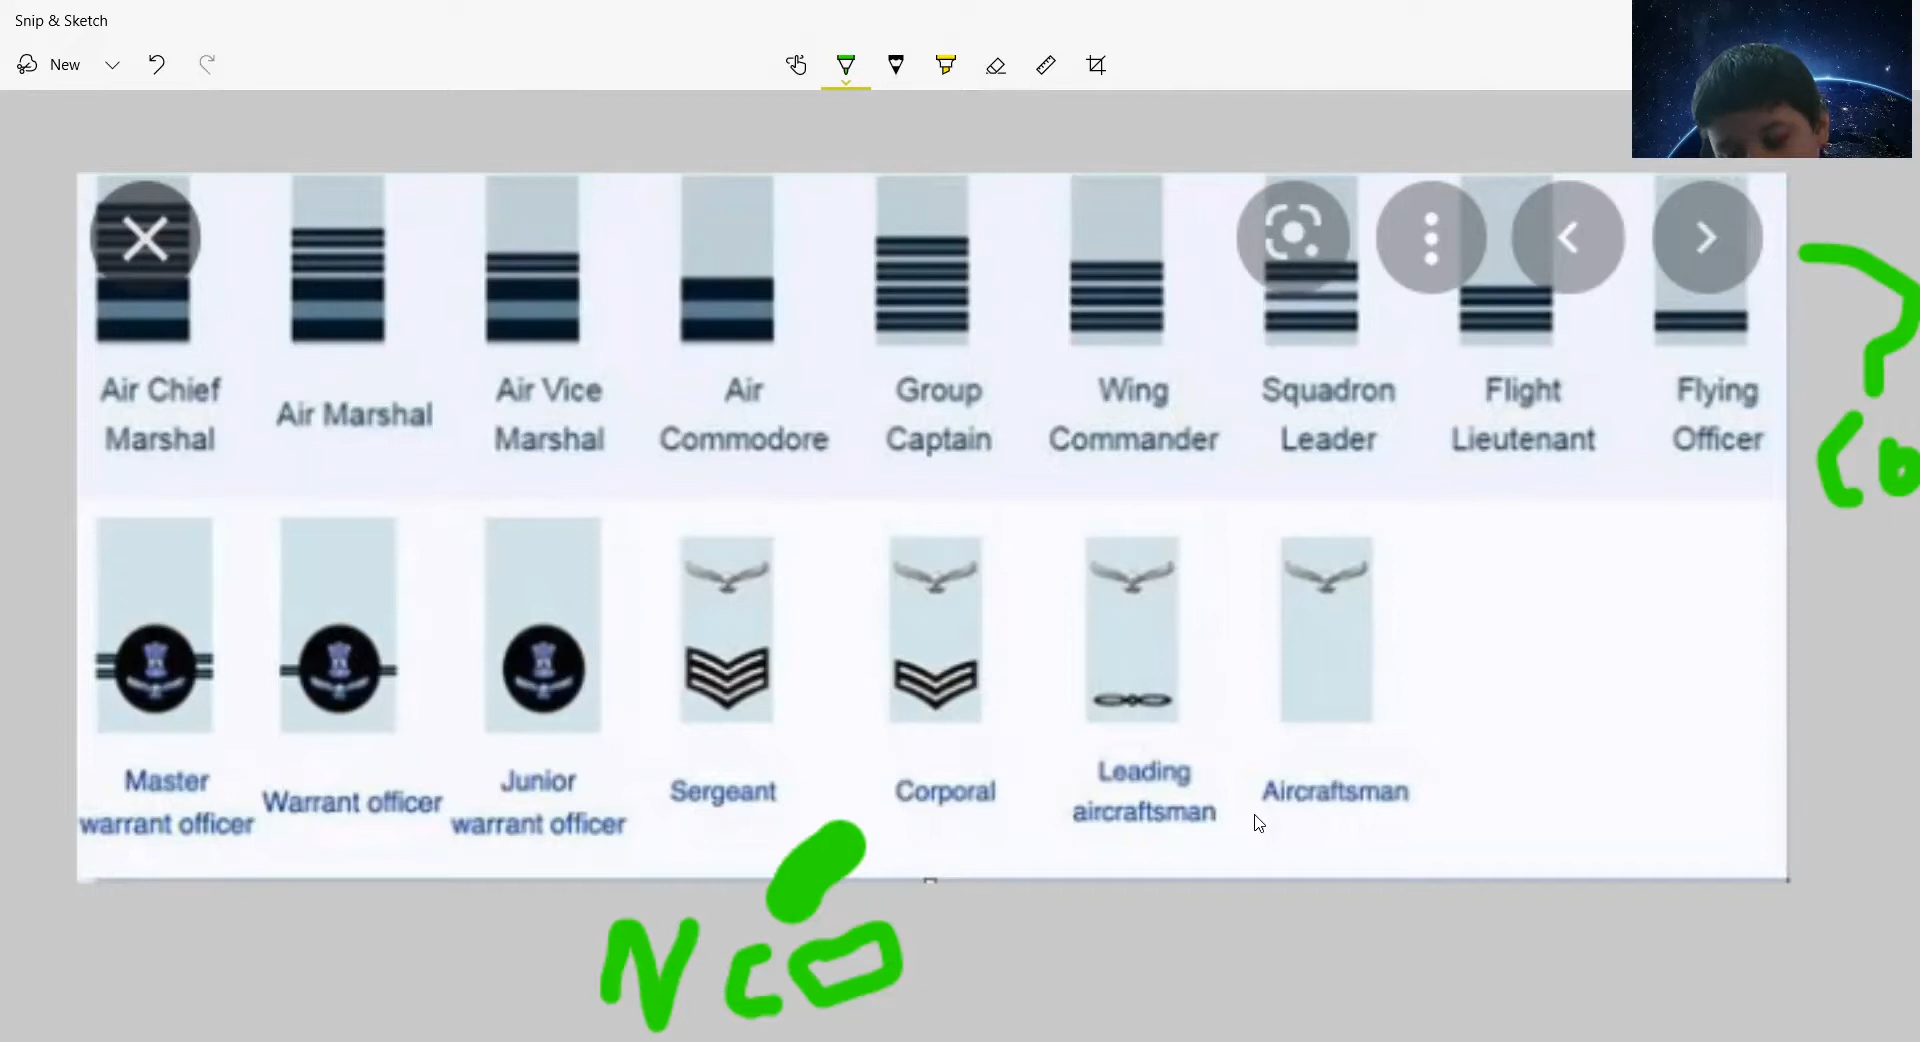 Snip & Sketch
New
Air Chief Marshal
Air Marshal
Air Vice Marshal
Air Commodore
Group Captain
Wing Commander
Squadron Leader
Flight Lieutenant
Flying Officer
Co
Master warrant officer
Warrant officer
Junior warrant officer
Sergeant
Corporal
Leading aircraftsman
Aircraftsman
NCO